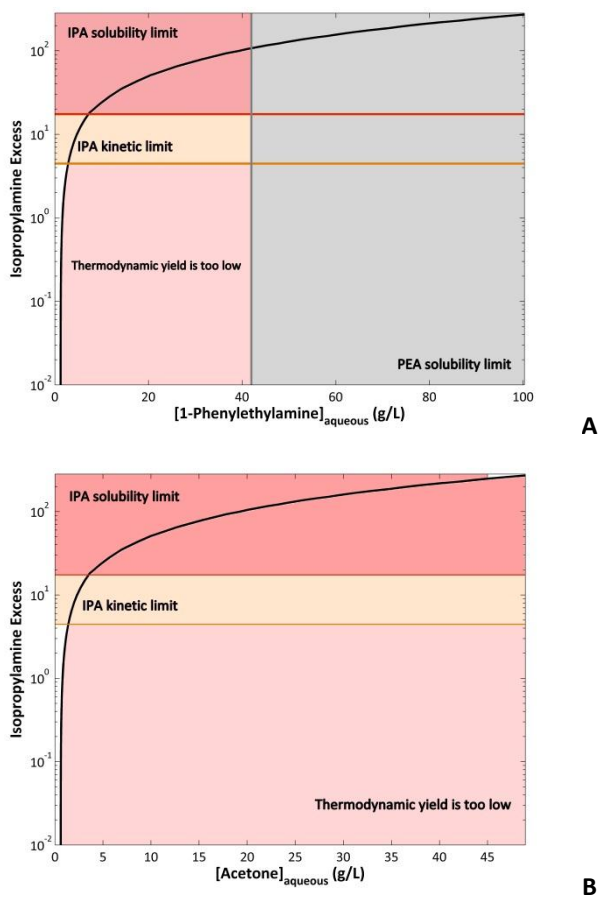 IPA solubility limit
IPA kinetic limit
Thermodynamic yield is too low
PEA solubility limit
Isopropylamine Excess
10^2
10^1
10^0
10^-1
10^-2
0 20 40 60 80 100
[1-Phenylethylamine]aqueous (g/L)
A
IPA solubility limit
IPA kinetic limit
Thermodynamic yield is too low
Isopropylamine Excess
10^2
10^1
10^0
10^-1
10^-2
0 5 10 15 20 25 30 35 40 45
[Acetone]aqueous (g/L)
B